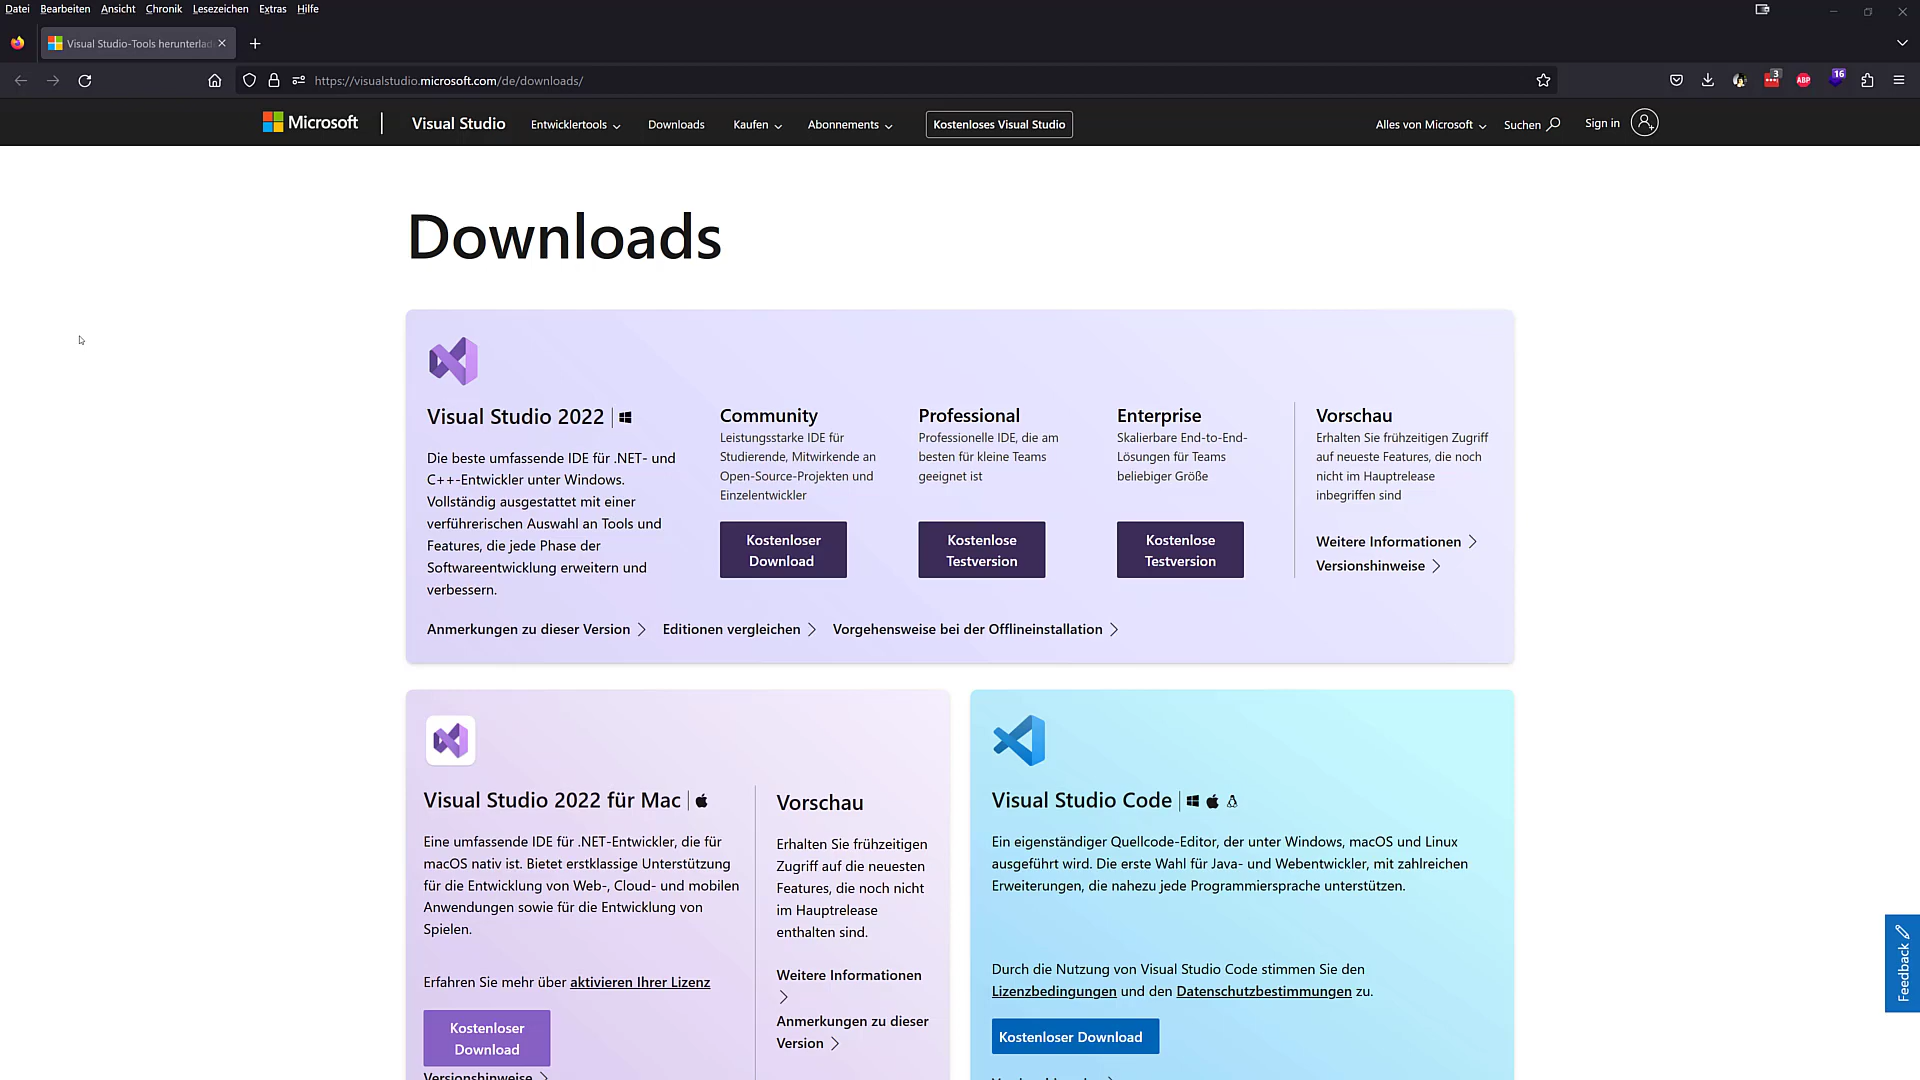 Datei Bearbeiten Ansicht Chronik Lesezeichen Extras Hilfe
Visual Studio-Tools herunterlad
https://visualstudio.microsoft.com/de/downloads/
3
ABP
16
Microsoft
Visual Studio
Entwicklertools
Downloads
Kaufen
Abonnements
Kostenloses Visual Studio
Alles von Microsoft
Suchen
Sign in
Downloads
Visual Studio 2022
Die beste umfassende IDE für .NET- und
C++-Entwickler unter Windows.
Vollständig ausgestattet mit einer
verführerischen Auswahl an Tools und
Features, die jede Phase der
Softwareentwicklung erweitern und
verbessern.
Community
Leistungsstarke IDE für
Studierende, Mitwirkende an
Open-Source-Projekten und
Einzelentwickler
Kostenloser
Download
Professional
Professionelle IDE, die am
besten für kleine Teams
geeignet ist
Kostenlose
Testversion
Enterprise
Skalierbare End-to-End-
Lösungen für Teams
beliebiger Größe
Kostenlose
Testversion
Vorschau
Erhalten Sie frühzeitigen Zugriff
auf neueste Features, die noch
nicht im Hauptrelease
inbegriffen sind
Weitere Informationen
Versionshinweise
Anmerkungen zu dieser Version
Editionen vergleichen
Vorgehensweise bei der Offlineinstallation
Visual Studio 2022 für Mac
Eine umfassende IDE für .NET-Entwickler, die für
macOS nativ ist. Bietet erstklassige Unterstützung
für die Entwicklung von Web-, Cloud- und mobilen
Anwendungen sowie für die Entwicklung von
Spielen.
Erfahren Sie mehr über aktivieren Ihrer Lizenz
Kostenloser
Download
Versionshinweise
Vorschau
Erhalten Sie frühzeitigen
Zugriff auf die neuesten
Features, die noch nicht
im Hauptrelease
enthalten sind.
Weitere Informationen
Anmerkungen zu dieser
Version
Visual Studio Code
Ein eigenständiger Quellcode-Editor, der unter Windows, macOS und Linux
ausgeführt wird. Die erste Wahl für Java- und Webentwickler, mit zahlreichen
Erweiterungen, die nahezu jede Programmiersprache unterstützen.
Durch die Nutzung von Visual Studio Code stimmen Sie den
Lizenzbedingungen und den Datenschutzbestimmungen zu.
Kostenloser Download
Feedback